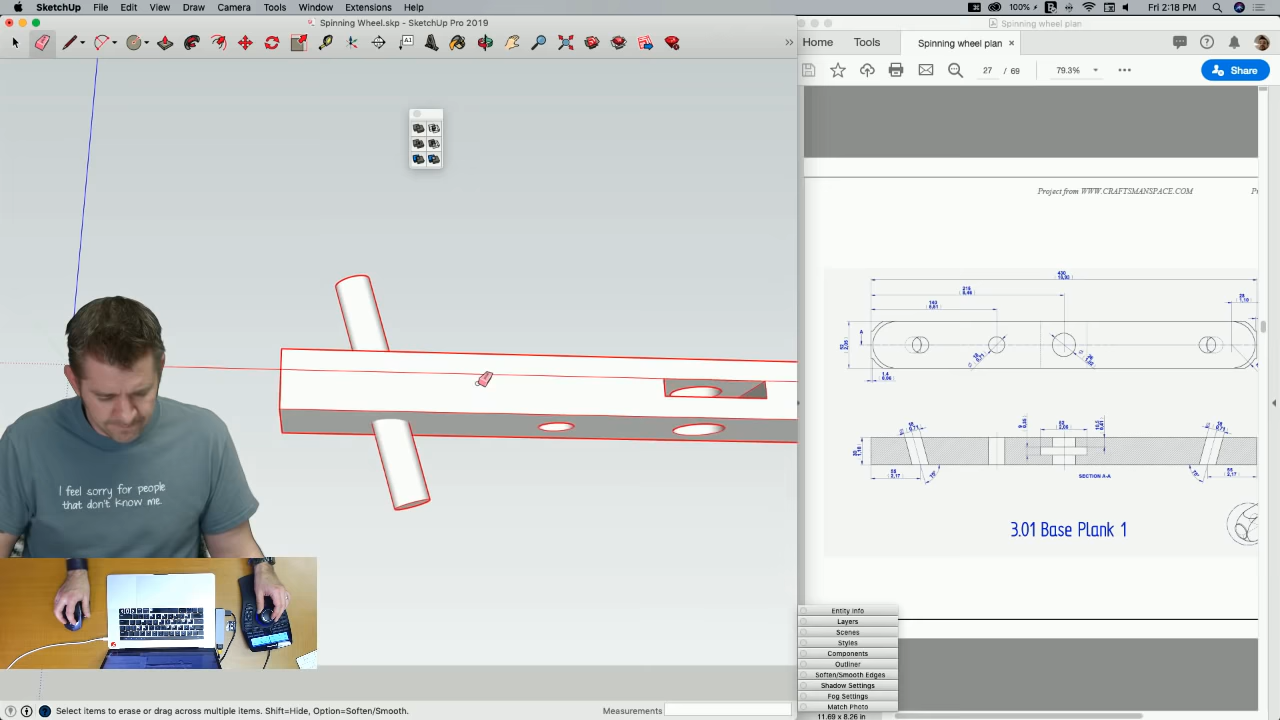 SketchUp File Edit View Camera Draw Tools Window Extensions Help
100% Fri 2:18 PM
Spinning Wheel.skp - SketchUp Pro 2019
Spinning wheel plan
Home Tools Spinning wheel plan ×
27 / 69 79.3% Share
Project from WWW.CRAFTSMANSPACE.COM
SECTION A-A
3.01 Base Plank 1
I feel sorry for people
that don't know me.
Entity Info
Layers
Scenes
Styles
Components
Outliner
Soften/Smooth Edges
Shadow Settings
Fog Settings
Match Photo
11.69 x 8.26 in
Select items to erase or drag across multiple items. Shift=Hide, Option=Soften/Smooth.
Measurements